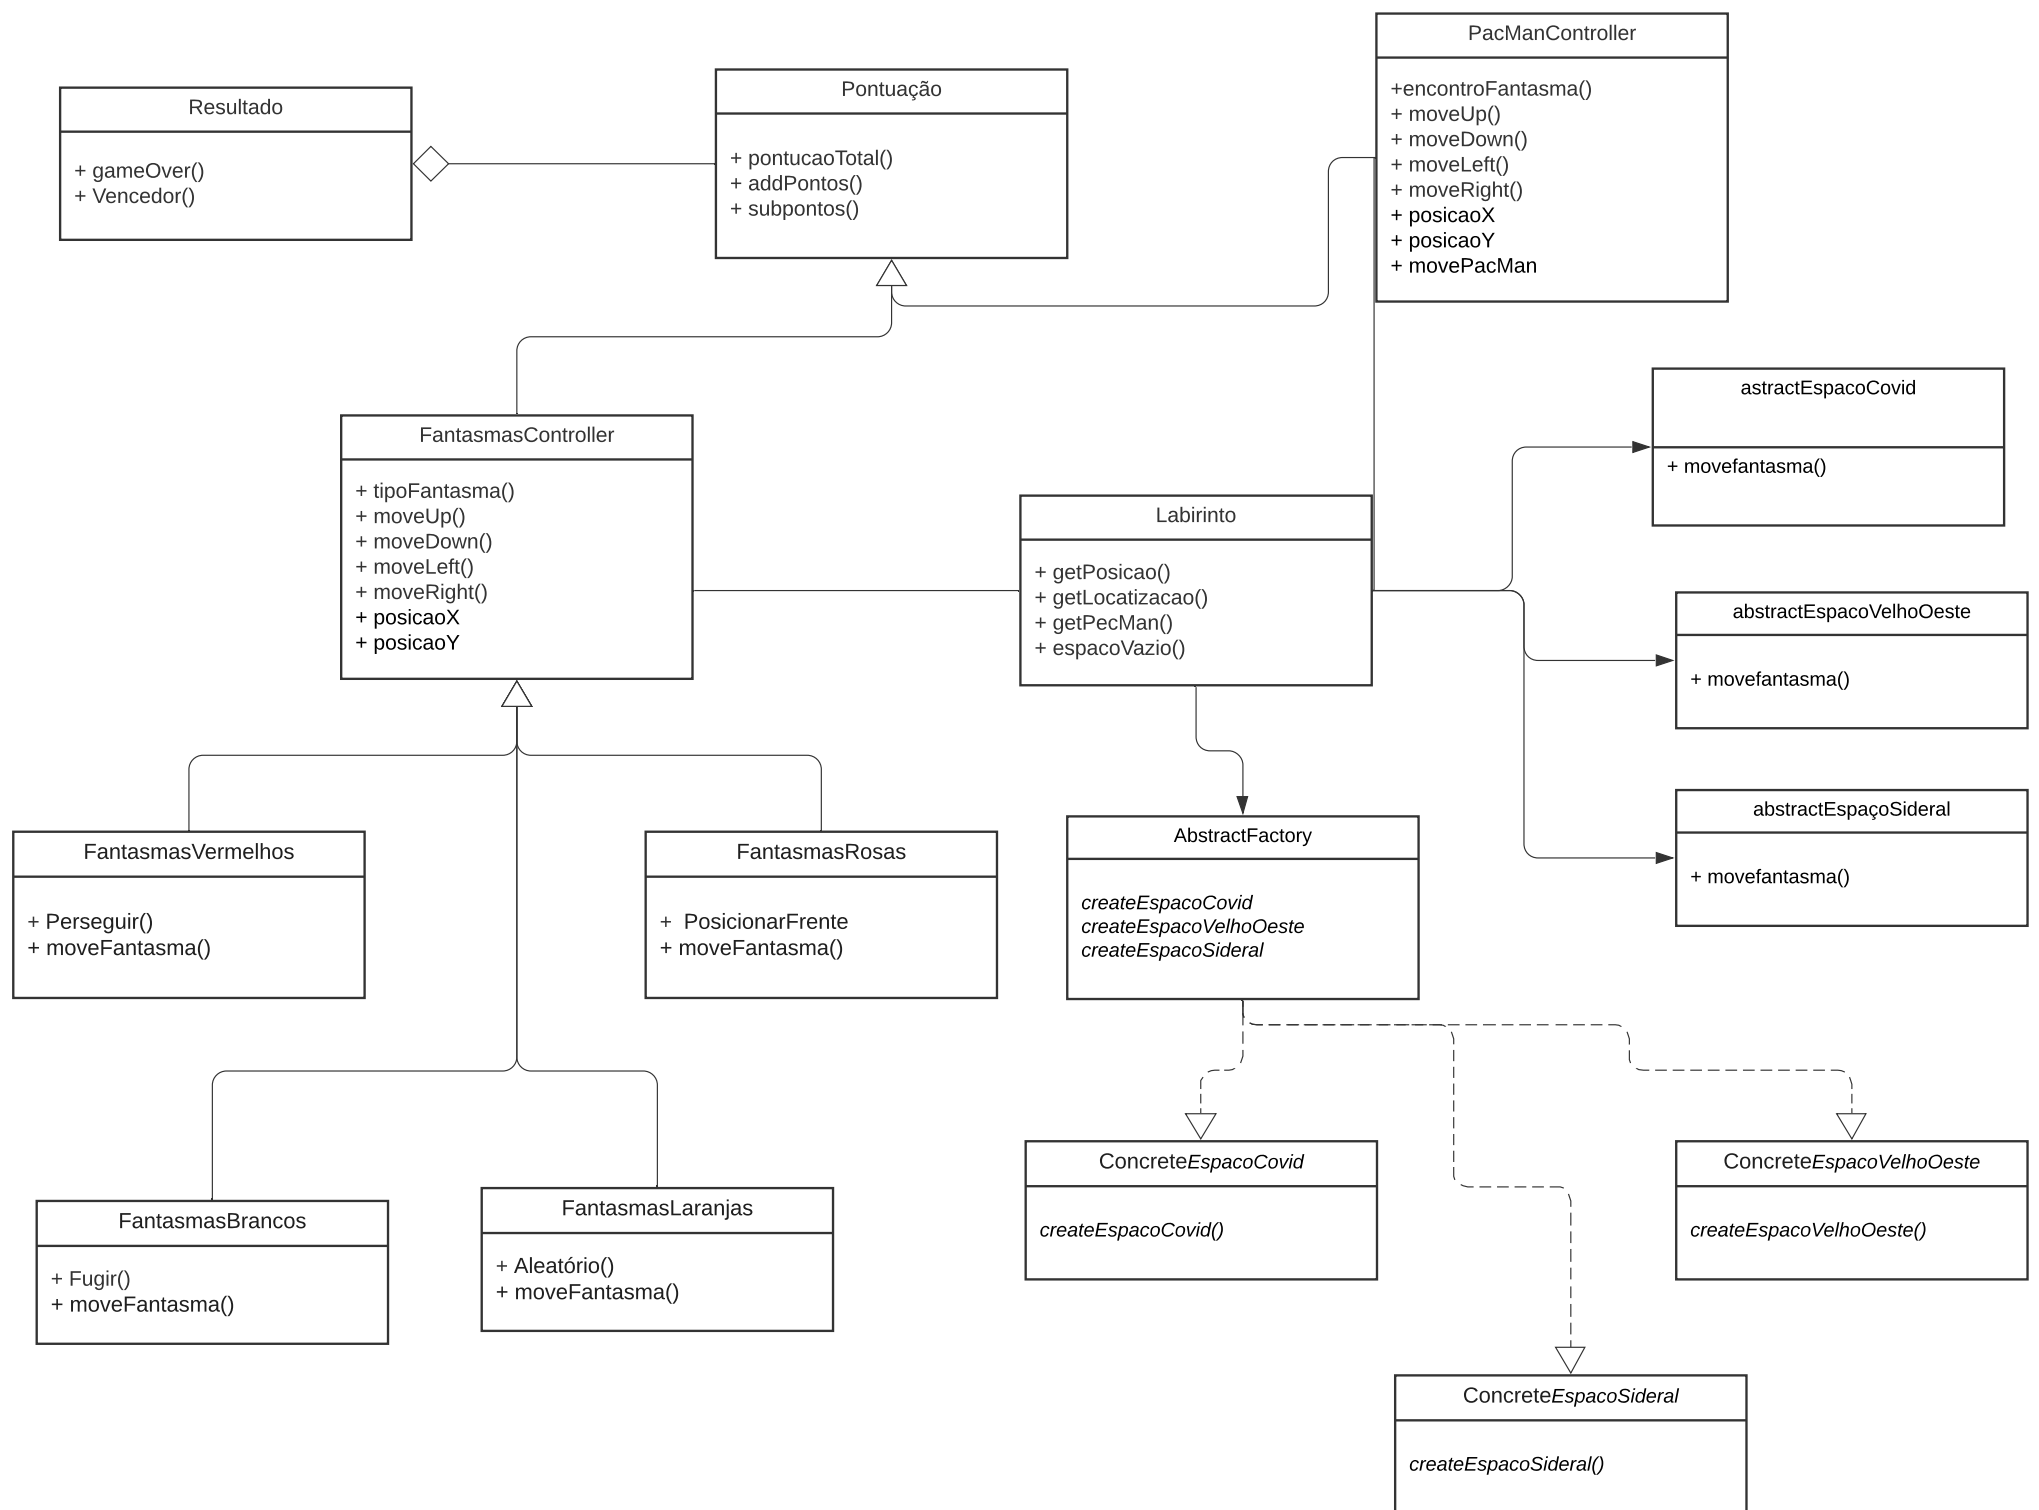 PacManController
+encontroFantasma()
+ moveUp()
+ moveDown()
+ moveLeft()
+ moveRight()
+ posicaoX
+ posicaoY
+ movePacMan
Pontuação
+ pontucaoTotal()
+ addPontos()
+ subpontos()
Resultado
+ gameOver()
+ Vencedor()
astractEspacoCovid
+ movefantasma()
FantasmasController
+ tipoFantasma()
+ moveUp()
+ moveDown()
+ moveLeft()
+ moveRight()
+ posicaoX
+ posicaoY
Labirinto
+ getPosicao()
+ getLocatizacao()
+ getPecMan()
+ espacoVazio()
abstractEspacoVelhoOeste
+ movefantasma()
abstractEspaçoSideral
+ movefantasma()
AbstractFactory
createEspacoCovid
createEspacoVelhoOeste
createEspacoSideral
FantasmasVermelhos
+ Perseguir()
+ moveFantasma()
FantasmasRosas
+  PosicionarFrente
+ moveFantasma()
ConcreteEspacoCovid
createEspacoCovid()
ConcreteEspacoVelhoOeste
createEspacoVelhoOeste()
FantasmasBrancos
+ Fugir()
+ moveFantasma()
FantasmasLaranjas
+ Aleatório()
+ moveFantasma()
ConcreteEspacoSideral
createEspacoSideral()